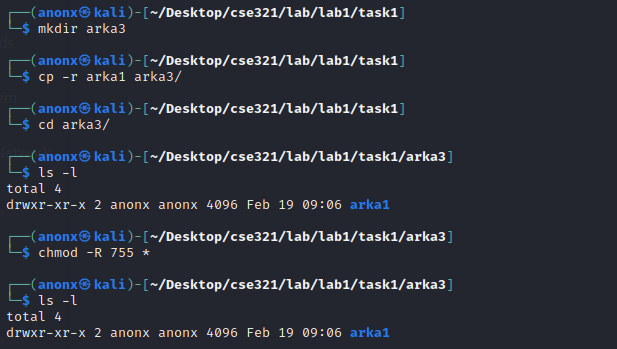 ┌──(anonx㉿kali)-[~/Desktop/cse321/lab/lab1/task1]
└─$ mkdir arka3
┌──(anonx㉿kali)-[~/Desktop/cse321/lab/lab1/task1]
└─$ cp -r arka1 arka3/
┌──(anonx㉿kali)-[~/Desktop/cse321/lab/lab1/task1]
└─$ cd arka3/
┌──(anonx㉿kali)-[~/Desktop/cse321/lab/lab1/task1/arka3]
└─$ ls -l
total 4
drwxr-xr-x 2 anonx anonx 4096 Feb 19 09:06 arka1
┌──(anonx㉿kali)-[~/Desktop/cse321/lab/lab1/task1/arka3]
└─$ chmod -R 755 *
┌──(anonx㉿kali)-[~/Desktop/cse321/lab/lab1/task1/arka3]
└─$ ls -l
total 4
drwxr-xr-x 2 anonx anonx 4096 Feb 19 09:06 arka1